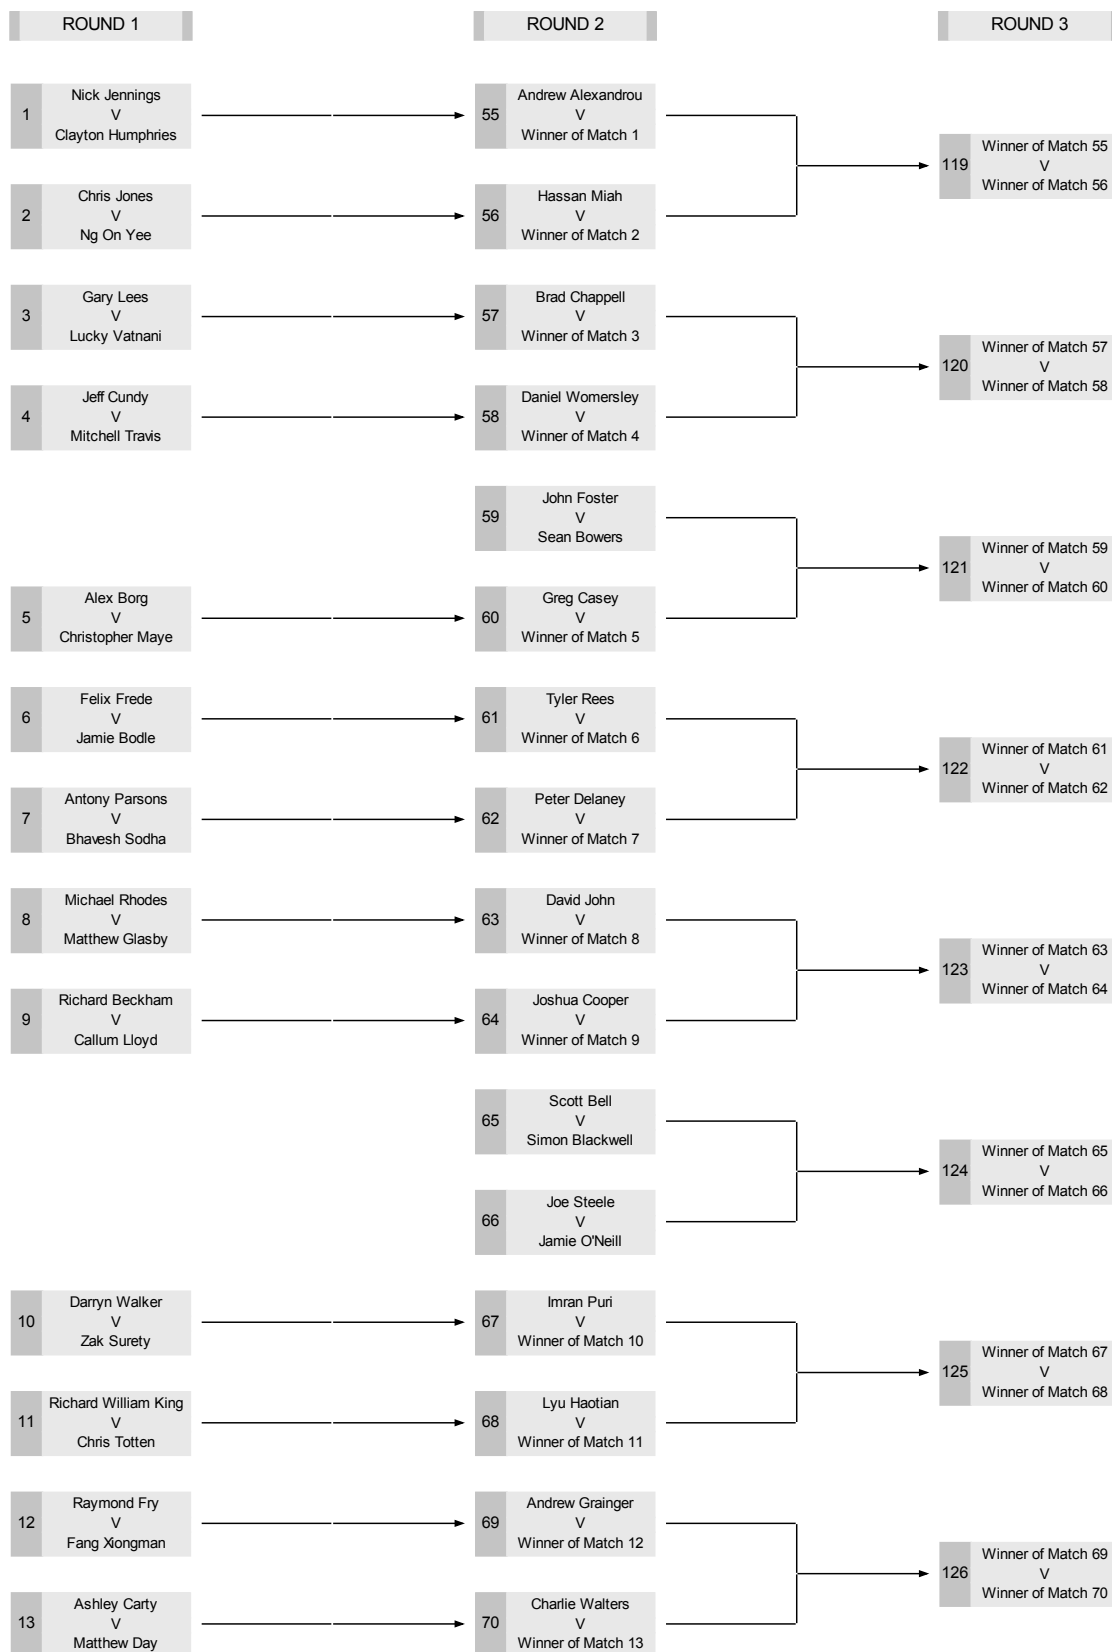 ROUND 1
ROUND 2
ROUND 3
1
Nick Jennings
V
Clayton Humphries
55
Andrew Alexandrou
V
Winner of Match 1
119
Winner of Match 55
V
Winner of Match 56
2
Chris Jones
V
Ng On Yee
56
Hassan Miah
V
Winner of Match 2
3
Gary Lees
V
Lucky Vatnani
57
Brad Chappell
V
Winner of Match 3
120
Winner of Match 57
V
Winner of Match 58
4
Jeff Cundy
V
Mitchell Travis
58
Daniel Womersley
V
Winner of Match 4
59
John Foster
V
Sean Bowers
121
Winner of Match 59
V
Winner of Match 60
5
Alex Borg
V
Christopher Maye
60
Greg Casey
V
Winner of Match 5
6
Felix Frede
V
Jamie Bodle
61
Tyler Rees
V
Winner of Match 6
122
Winner of Match 61
V
Winner of Match 62
7
Antony Parsons
V
Bhavesh Sodha
62
Peter Delaney
V
Winner of Match 7
8
Michael Rhodes
V
Matthew Glasby
63
David John
V
Winner of Match 8
123
Winner of Match 63
V
Winner of Match 64
9
Richard Beckham
V
Callum Lloyd
64
Joshua Cooper
V
Winner of Match 9
65
Scott Bell
V
Simon Blackwell
124
Winner of Match 65
V
Winner of Match 66
66
Joe Steele
V
Jamie O'Neill
10
Darryn Walker
V
Zak Surety
67
Imran Puri
V
Winner of Match 10
125
Winner of Match 67
V
Winner of Match 68
11
Richard William King
V
Chris Totten
68
Lyu Haotian
V
Winner of Match 11
12
Raymond Fry
V
Fang Xiongman
69
Andrew Grainger
V
Winner of Match 12
126
Winner of Match 69
V
Winner of Match 70
13
Ashley Carty
V
Matthew Day
70
Charlie Walters
V
Winner of Match 13